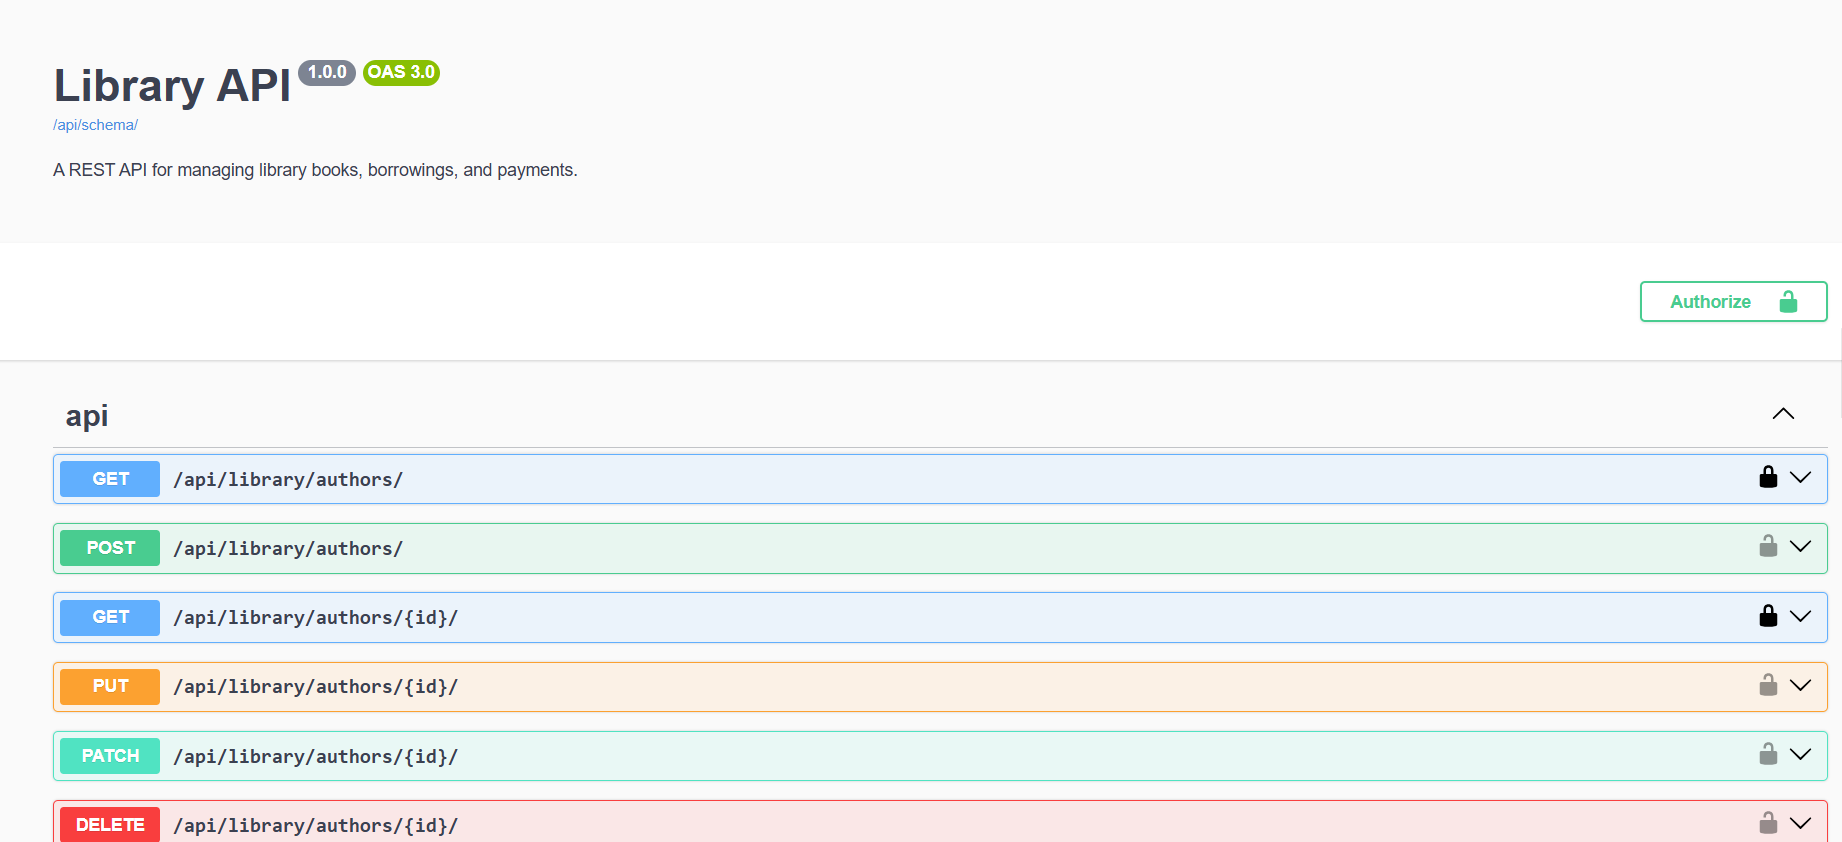 Library API 1.0.0 OAS 3.0
/api/schema/
A REST API for managing library books, borrowings, and payments.
Authorize
api
GET /api/library/authors/
POST /api/library/authors/
GET /api/library/authors/{id}/
PUT /api/library/authors/{id}/
PATCH /api/library/authors/{id}/
DELETE /api/library/authors/{id}/